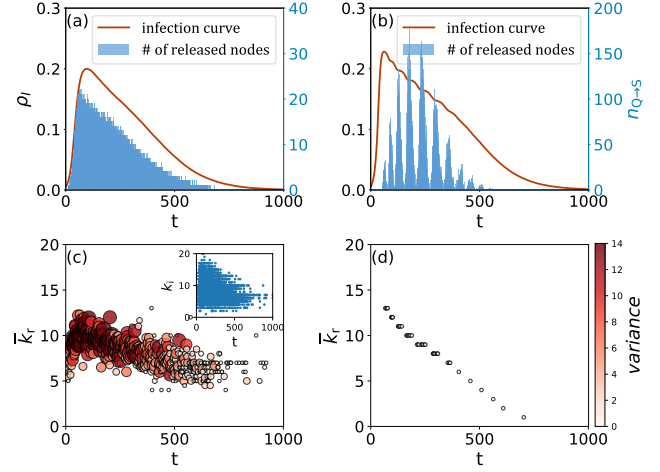 (a)
infection curve
# of released nodes
0.3
0.2
0.1
0.0
ρI
40
30
20
10
0
0
500
1000
t
(b)
infection curve
# of released nodes
0.3
0.2
0.1
0.0
200
150
100
50
0
nQ→S
0
500
1000
t
(c)
20
15
10
5
0
k̅r
0
500
1000
t
20
10
0
ki
0
5000
1000
t
(d)
20
15
10
5
0
k̅r
0
500
1000
t
14
12
10
8
6
4
2
0
variance